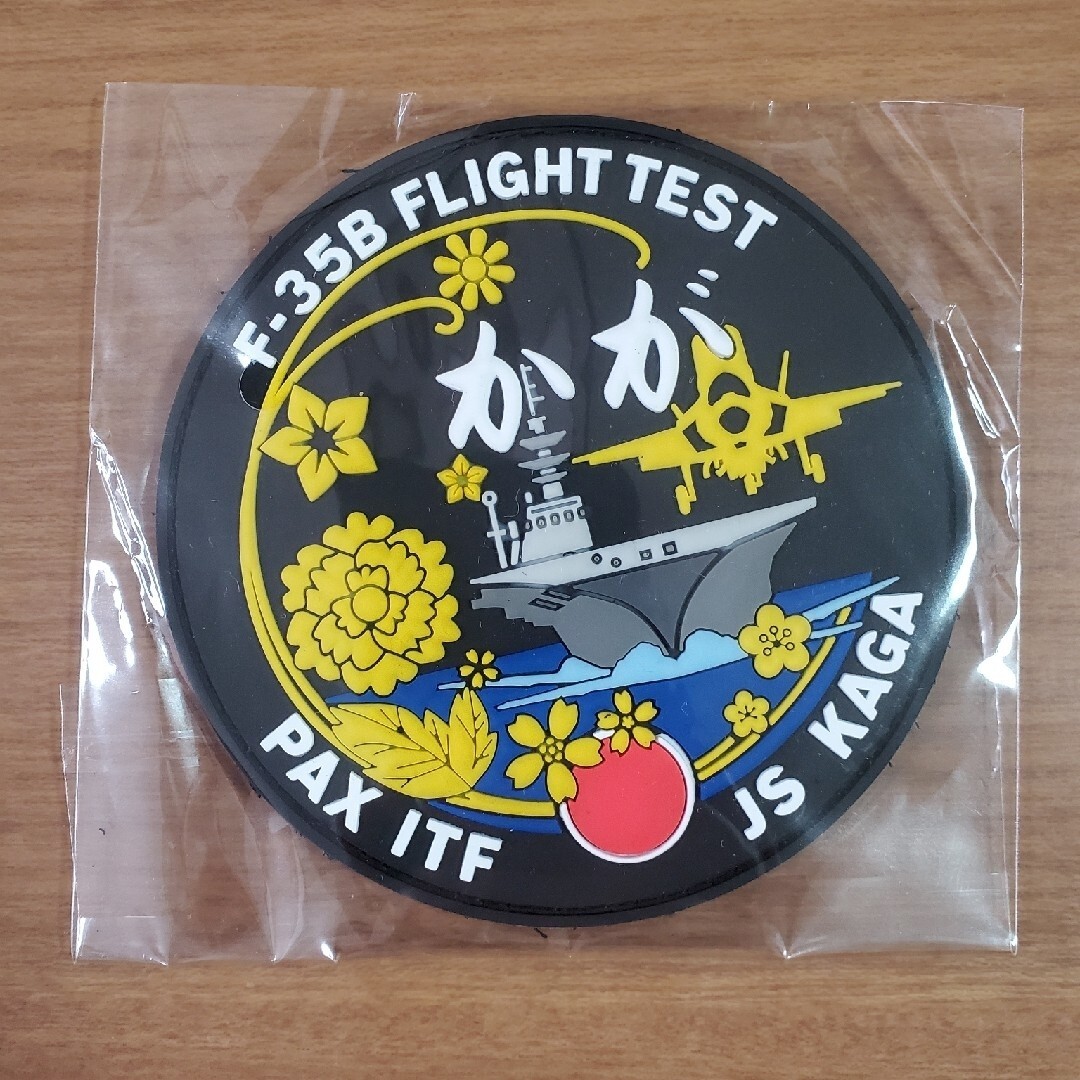 F-35B FLIGHT TEST
かが
PAX ITF
JS KAGA